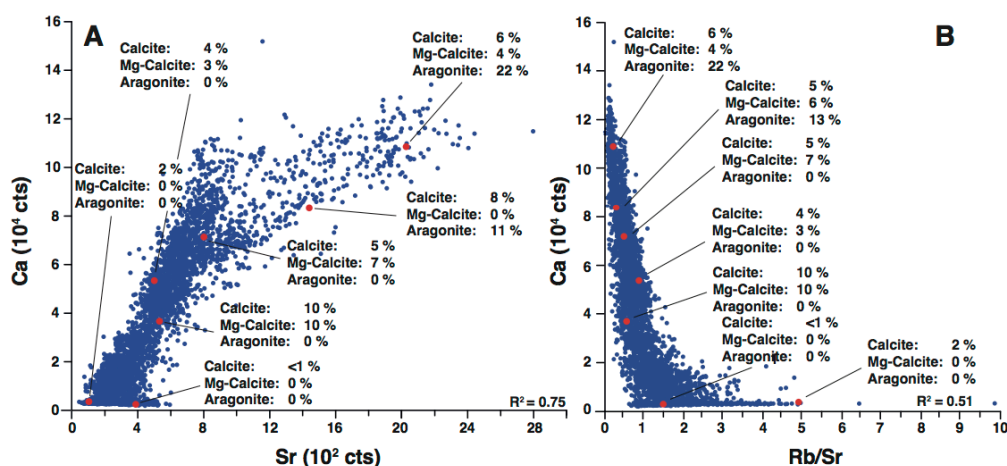 A
Ca (10⁴ cts)
16
14
12
10
8
6
4
2
0
0
4
8
12
16
20
24
28
Sr (10² cts)
Calcite: 4 %
Mg-Calcite: 3 %
Aragonite: 0 %
Calcite: 6 %
Mg-Calcite: 4 %
Aragonite: 22 %
Calcite: 2 %
Mg-Calcite: 0 %
Aragonite: 0 %
Calcite: 8 %
Mg-Calcite: 0 %
Aragonite: 11 %
Calcite: 5 %
Mg-Calcite: 7 %
Aragonite: 0 %
Calcite: 10 %
Mg-Calcite: 10 %
Aragonite: 0 %
Calcite: <1 %
Mg-Calcite: 0 %
Aragonite: 0 %
R² = 0.75
B
Ca (10⁴ cts)
16
14
12
10
8
6
4
2
0
0
0.5
1
1.5
2
3
4
5
6
7
8
9
10
Rb/Sr
Calcite: 6 %
Mg-Calcite: 4 %
Aragonite: 22 %
Calcite: 5 %
Mg-Calcite: 6 %
Aragonite: 13 %
Calcite: 5 %
Mg-Calcite: 7 %
Aragonite: 0 %
Calcite: 4 %
Mg-Calcite: 3 %
Aragonite: 0 %
Calcite: 10 %
Mg-Calcite: 10 %
Aragonite: 0 %
Calcite: <1 %
Mg-Calcite: 0 %
Aragonite: 0 %
Calcite: 2 %
Mg-Calcite: 0 %
Aragonite: 0 %
R² = 0.51